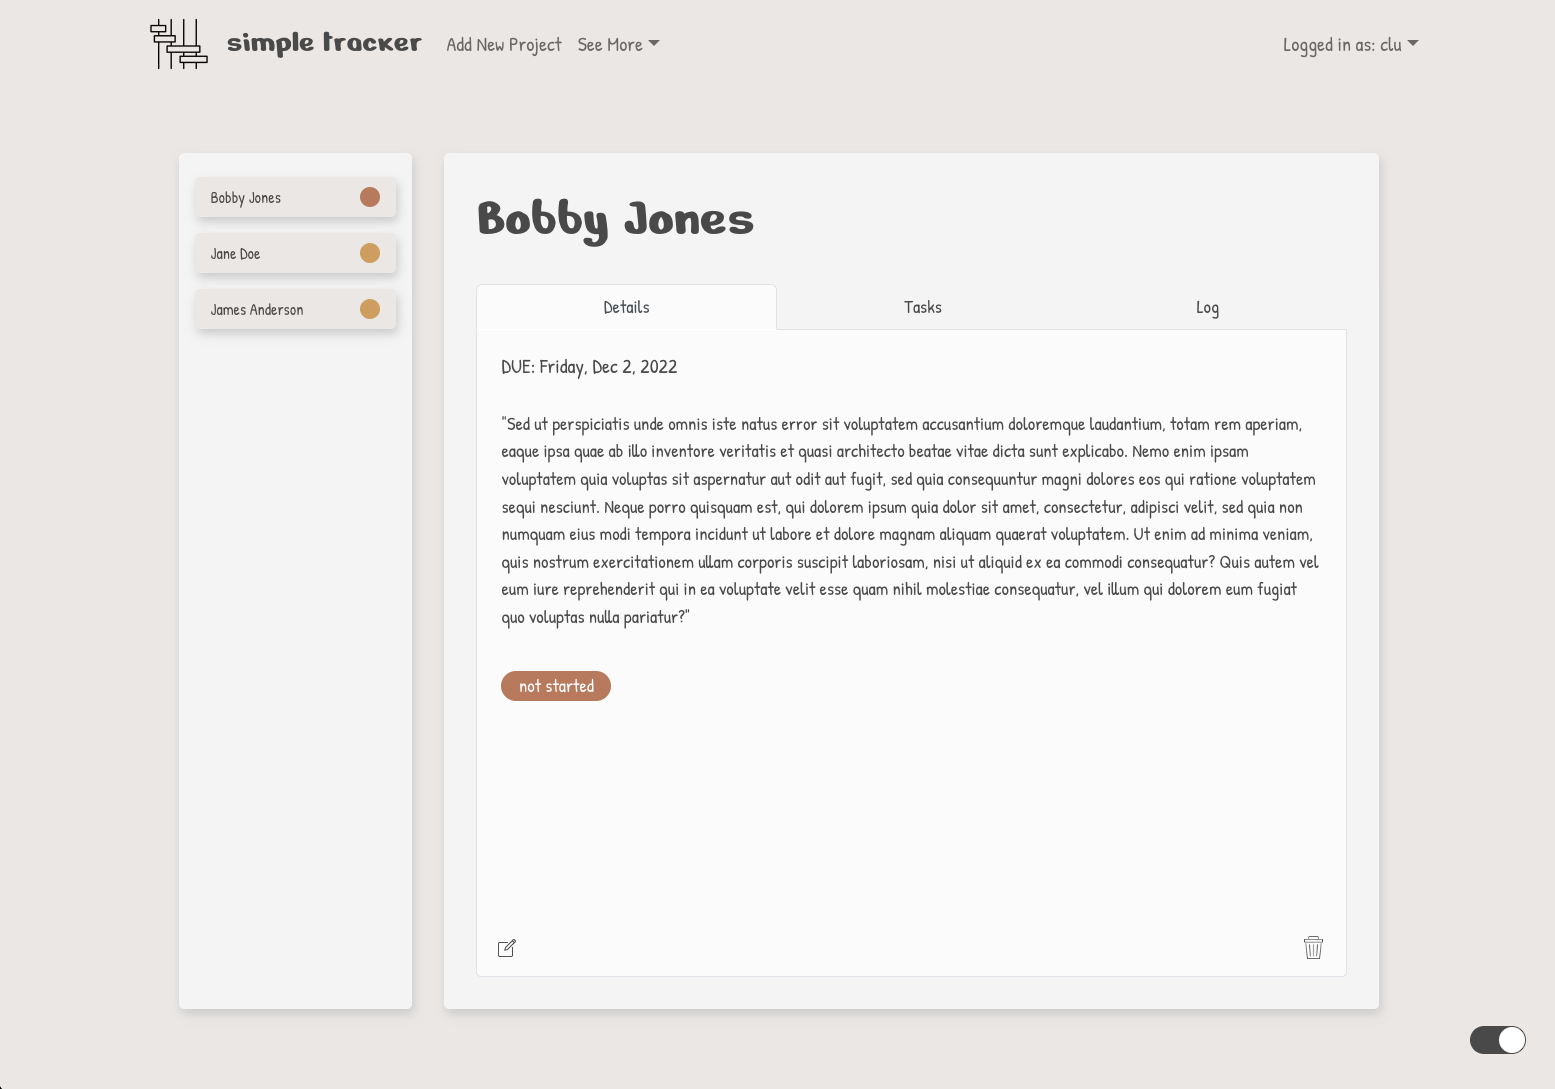 simple tracker
Add New Project
See More
Logged in as: clu
Bobby Jones
Jane Doe
James Anderson
Bobby Jones
Details
Tasks
Log
DUE: Friday, Dec 2, 2022
"Sed ut perspiciatis unde omnis iste natus error sit voluptatem accusantium doloremque laudantium, totam rem aperiam,
eaque ipsa quae ab illo inventore veritatis et quasi architecto beatae vitae dicta sunt explicabo. Nemo enim ipsam
voluptatem quia voluptas sit aspernatur aut odit aut fugit, sed quia consequuntur magni dolores eos qui ratione voluptatem
sequi nesciunt. Neque porro quisquam est, qui dolorem ipsum quia dolor sit amet, consectetur, adipisci velit, sed quia non
numquam eius modi tempora incidunt ut labore et dolore magnam aliquam quaerat voluptatem. Ut enim ad minima veniam,
quis nostrum exercitationem ullam corporis suscipit laboriosam, nisi ut aliquid ex ea commodi consequatur? Quis autem vel
eum iure reprehenderit qui in ea voluptate velit esse quam nihil molestiae consequatur, vel illum qui dolorem eum fugiat
quo voluptas nulla pariatur?"
not started